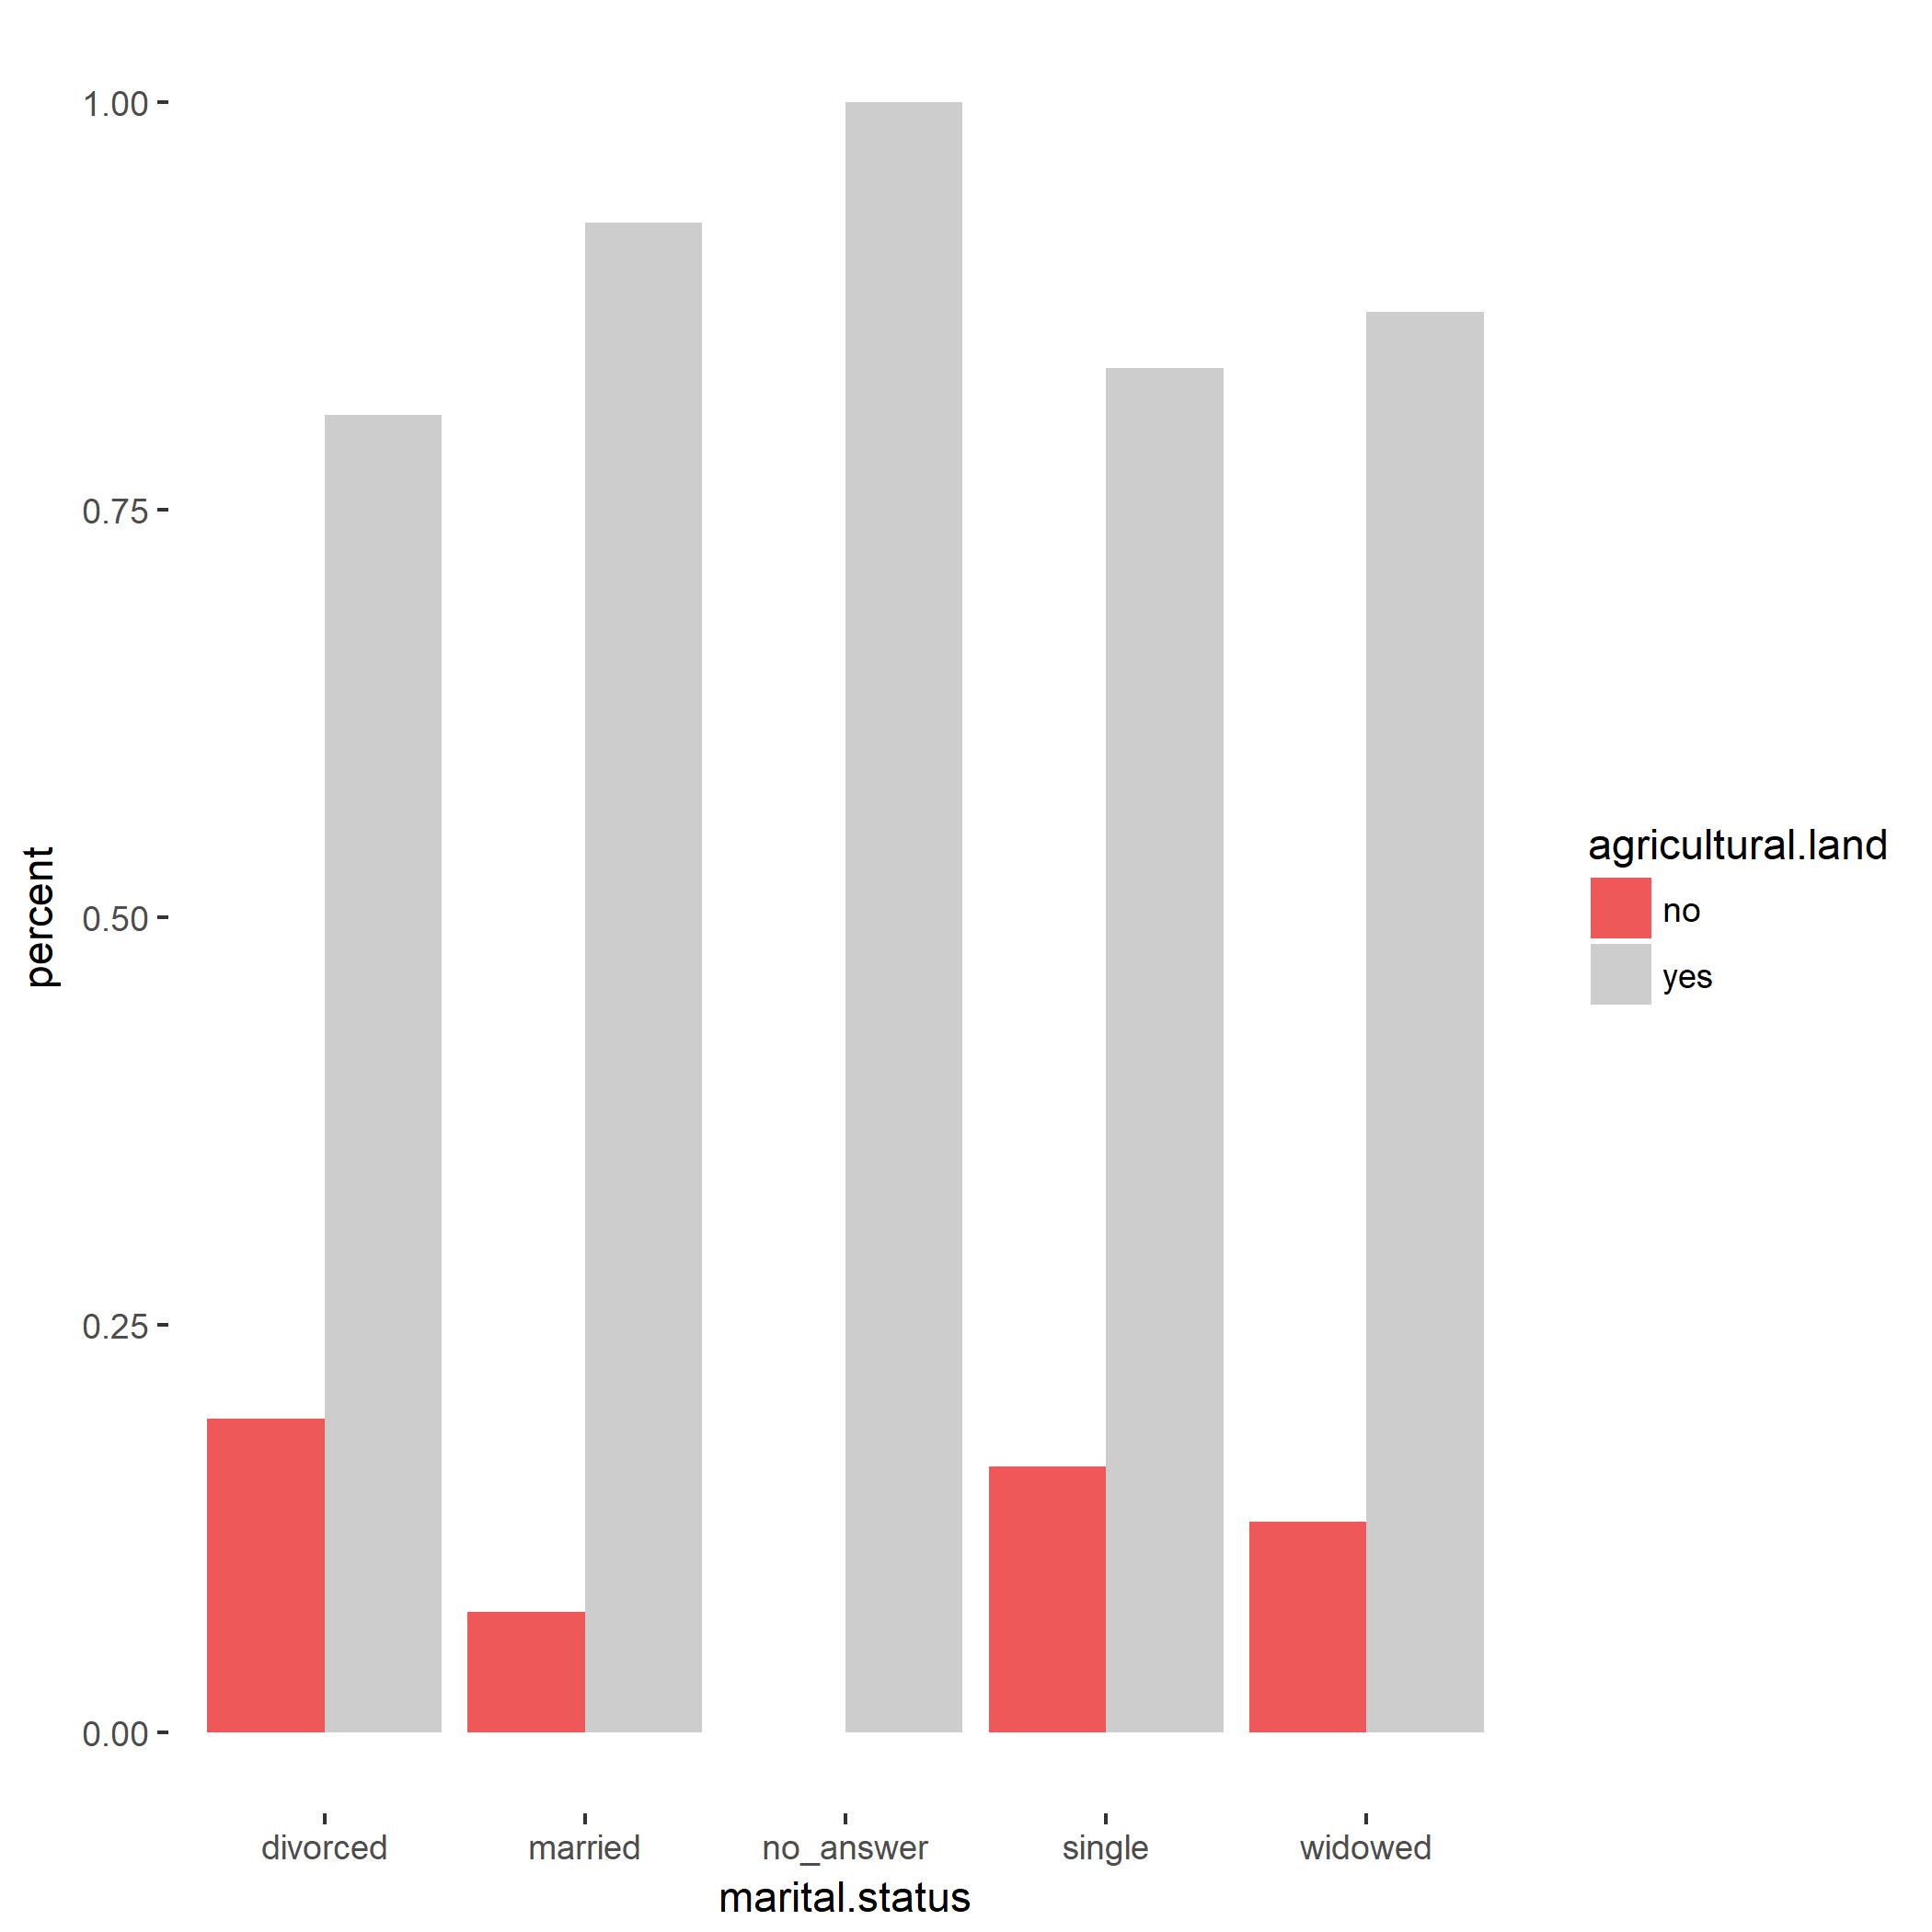 1.00
0.75
0.50
0.25
0.00
percent
divorced
married
no_answer
single
widowed
marital.status
agricultural.land
no
yes